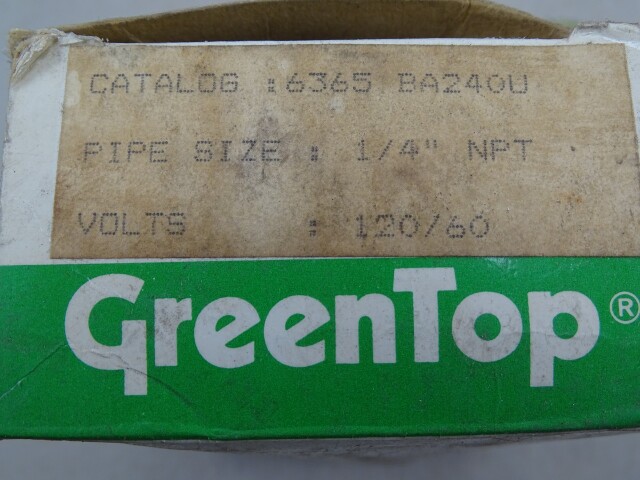 CATALOG :6365 BA240U
PIPE SIZE : 1/4" NPT
VOLTS : 120/60
GreenTop®